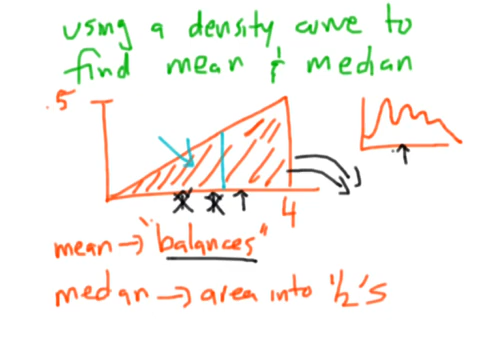 using a density curve to
find mean & median
.5
4
mean → "balances"
median → area into 1/2's